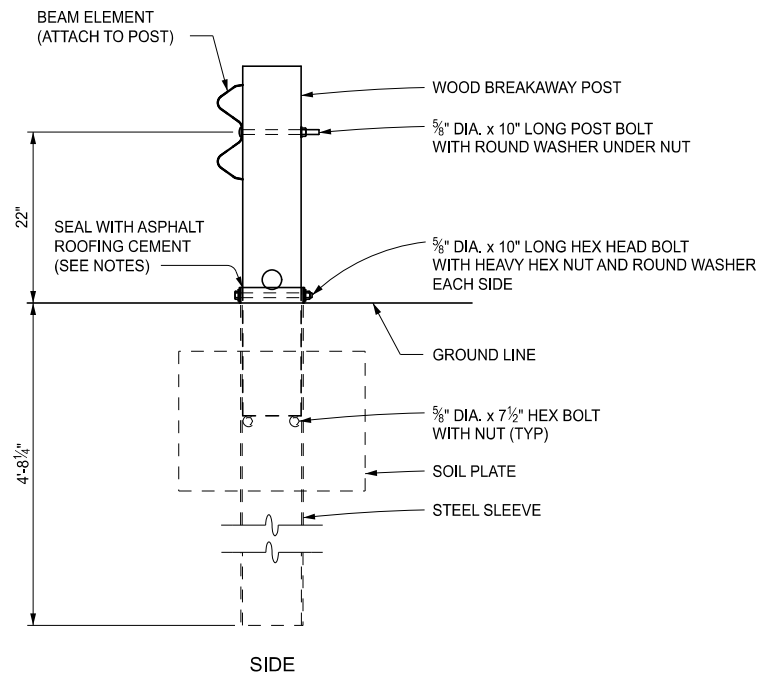 BEAM ELEMENT
(ATTACH TO POST)
WOOD BREAKAWAY POST
⅝" DIA. x 10" LONG POST BOLT
WITH ROUND WASHER UNDER NUT
22"
SEAL WITH ASPHALT
ROOFING CEMENT
(SEE NOTES)
⅝" DIA. x 10" LONG HEX HEAD BOLT
WITH HEAVY HEX NUT AND ROUND WASHER
EACH SIDE
GROUND LINE
⅝" DIA. x 7½" HEX BOLT
WITH NUT (TYP)
4'-8¼"
SOIL PLATE
STEEL SLEEVE
SIDE